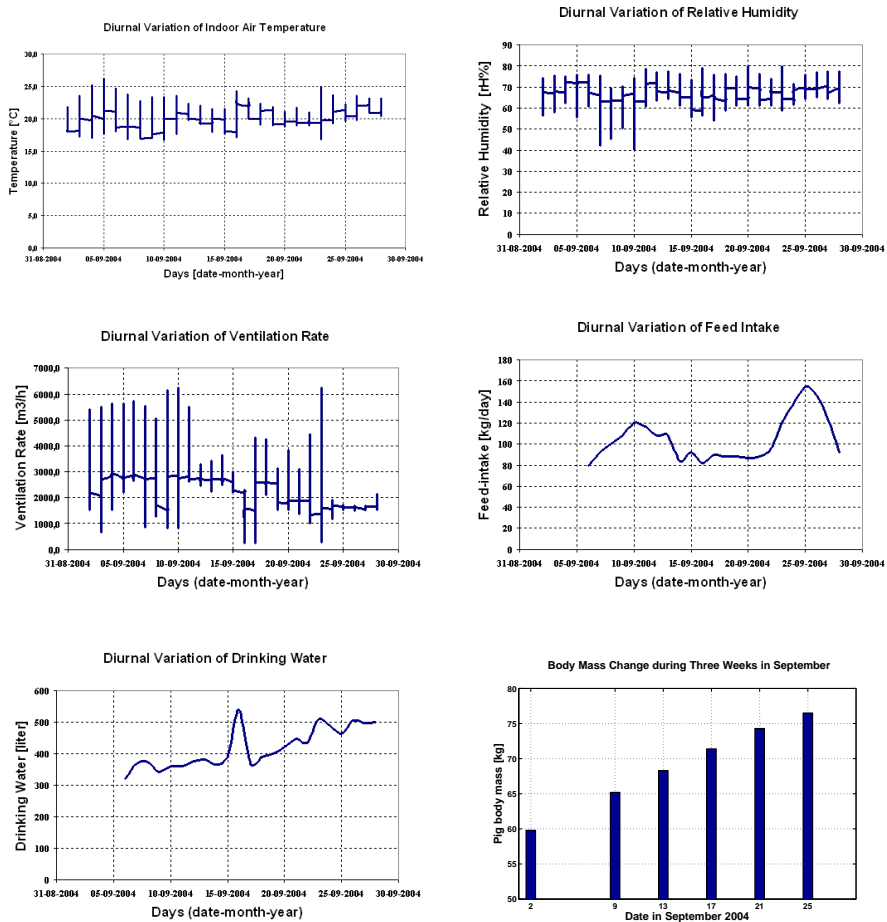 Diurnal Variation of Indoor Air Temperature
30,0
25,0
20,0
15,0
10,0
5,0
0,0
Temperature [°C]
31-08-2004 05-09-2004 10-09-2004 15-09-2004 20-09-2004 25-09-2004 30-09-2004
Days [date-month-year]
Diurnal Variation of Relative Humidity
90
80
70
60
50
40
30
20
10
0
Relative Humidity [rH%]
31-08-2004 05-09-2004 10-09-2004 15-09-2004 20-09-2004 25-09-2004 30-09-2004
Days (date-month-year)
Diurnal Variation of Ventilation Rate
7000,0
6000,0
5000,0
4000,0
3000,0
2000,0
1000,0
0,0
Ventilation Rate [m3/h]
31-08-2004 05-09-2004 10-09-2004 15-09-2004 20-09-2004 25-09-2004 30-09-2004
Days (date-month-year)
Diurnal Variation of Feed Intake
180
160
140
120
100
80
60
40
20
0
Feed-intake [kg/day]
31-08-2004 05-09-2004 10-09-2004 15-09-2004 20-09-2004 25-09-2004 30-09-2004
Days (date-month-year)
Diurnal Variation of Drinking Water
600
500
400
300
200
100
0
Drinking Water [liter]
31-08-2004 05-09-2004 10-09-2004 15-09-2004 20-09-2004 25-09-2004 30-09-2004
Days (date-month-year)
Body Mass Change during Three Weeks in September
80
75
70
65
60
55
50
Pig body mass [kg]
2 9 13 17 21 25
Date in September 2004